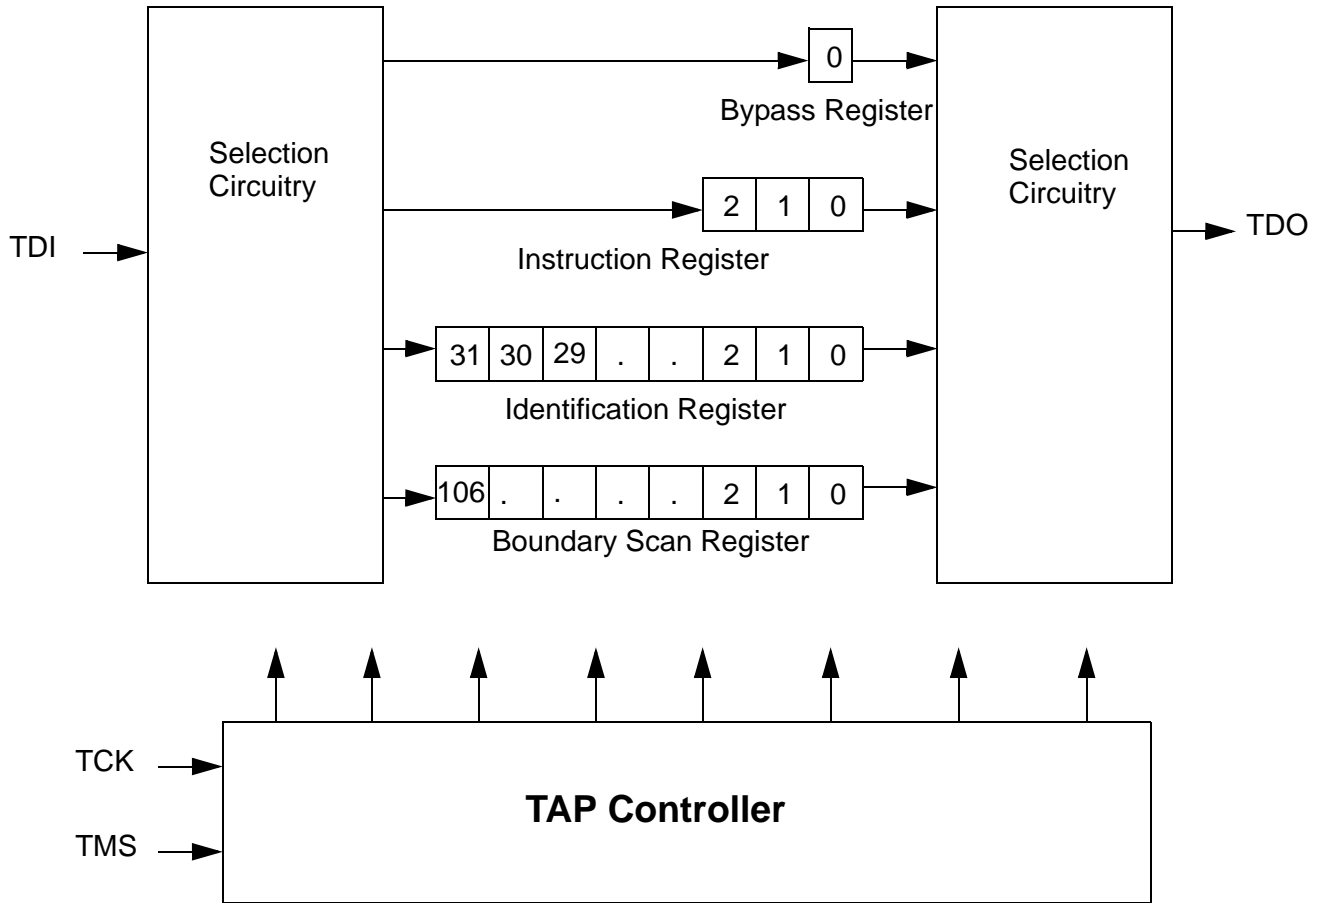 0
Bypass Register
Selection
Circuitry
Selection
Circuitry
2 1 0
TDI
TDO
Instruction Register
31 30 29 . . 2 1 0
Identification Register
106 . . . . 2 1 0
Boundary Scan Register
TCK
TAP Controller
TMS